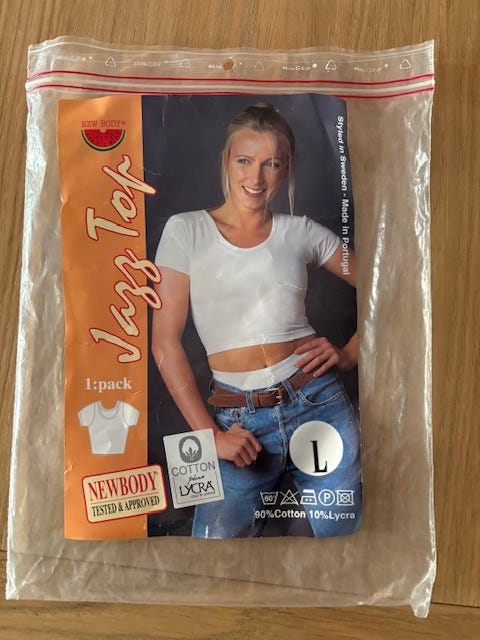 NEW BODY®
Jazz Top
Styled in Sweden - Made in Portugal
1:pack
COTTON
plus
LYCRA
NEWBODY
TESTED & APPROVED
L
60°
P
90%Cotton 10%Lycra